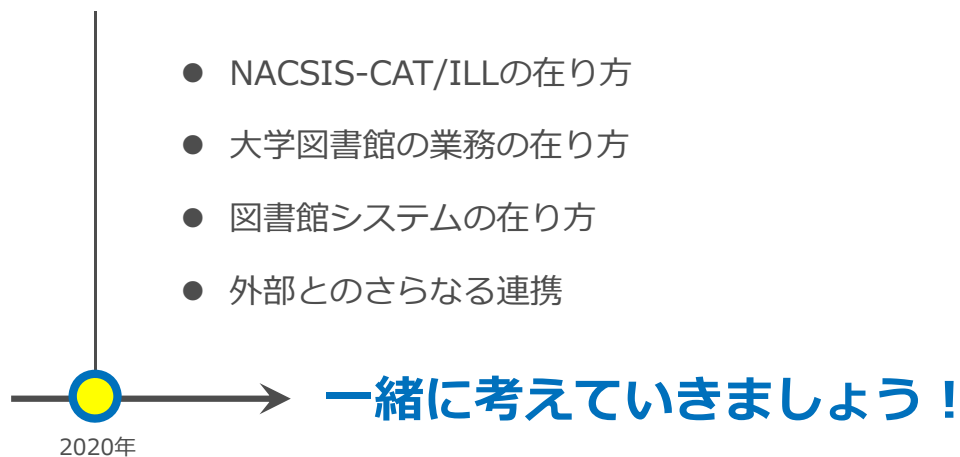 ● NACSIS-CAT/ILLの在り方
● 大学図書館の業務の在り方
● 図書館システムの在り方
● 外部とのさらなる連携
一緒に考えていきましょう！
2020年